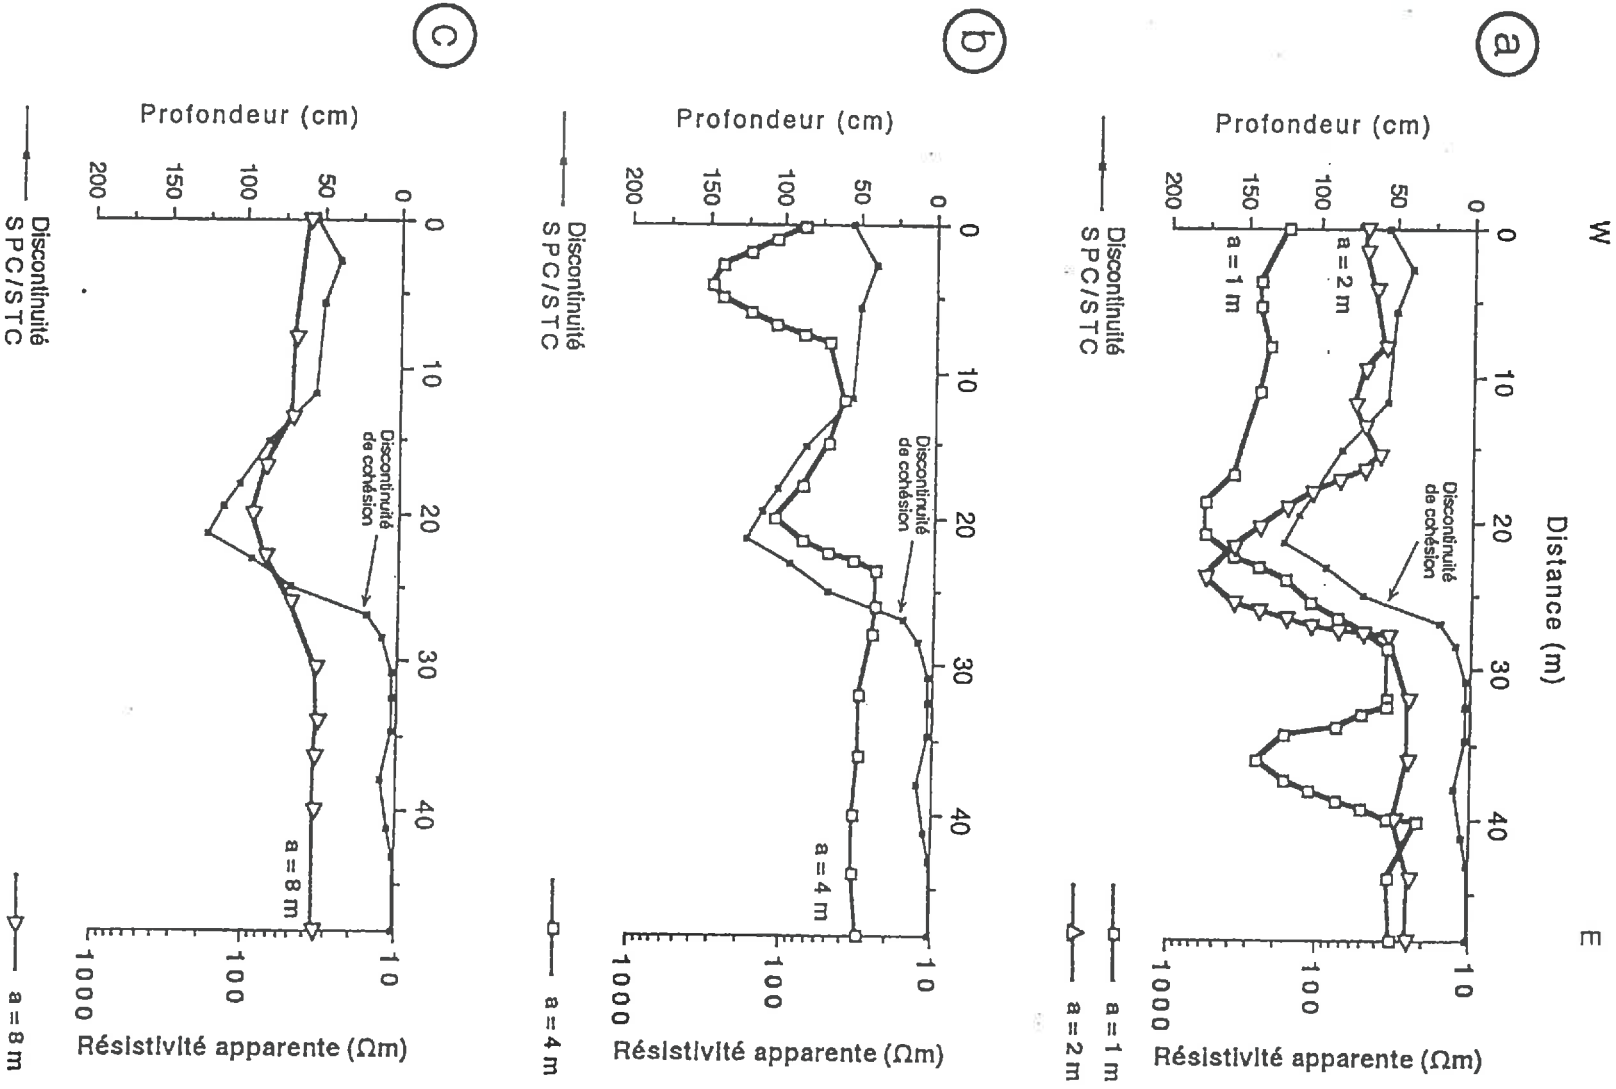 W
E
Distance (m)
a
Profondeur (cm)
0
50
100
150
200
0
10
20
30
40
10
100
1000
Résistivité apparente (Ωm)
a = 2 m
a = 1 m
Discontinuité
de cohésion
Discontinuité
SPC/STC
a = 1 m
a = 2 m
b
Profondeur (cm)
0
50
100
150
200
0
10
20
30
40
10
100
1000
Résistivité apparente (Ωm)
Discontinuité
de cohésion
a = 4 m
Discontinuité
SPC/STC
a = 4 m
c
Profondeur (cm)
0
50
100
150
200
0
10
20
30
40
10
100
1000
Résistivité apparente (Ωm)
Discontinuité
de cohésion
a = 8 m
Discontinuité
SPC/STC
a = 8 m